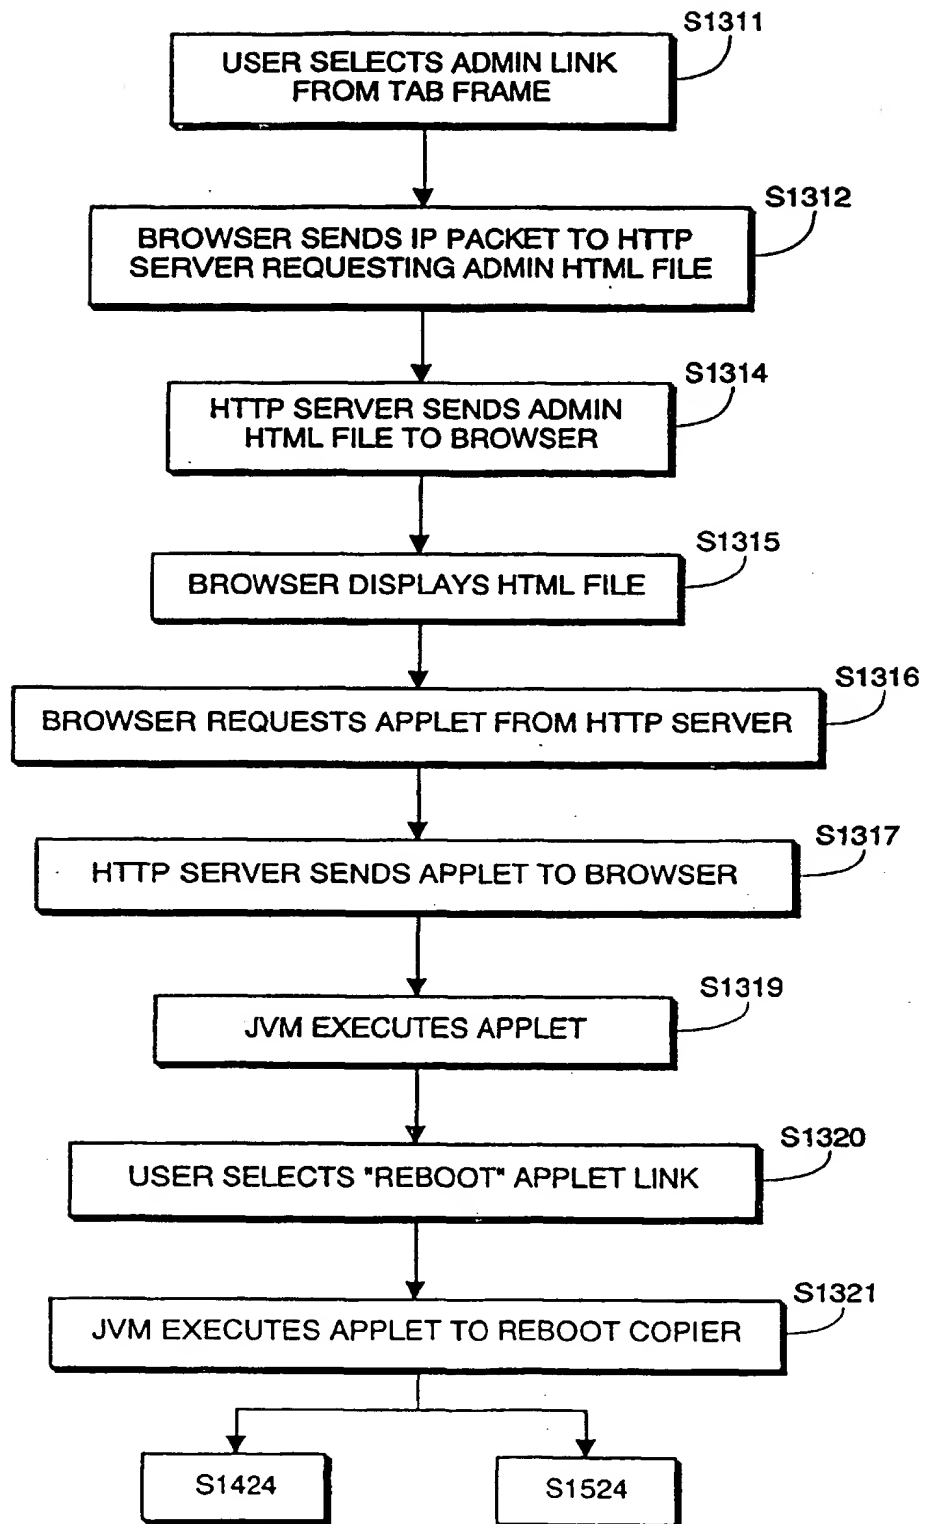 S1311
USER SELECTS ADMIN LINK
FROM TAB FRAME
S1312
BROWSER SENDS IP PACKET TO HTTP
SERVER REQUESTING ADMIN HTML FILE
S1314
HTTP SERVER SENDS ADMIN
HTML FILE TO BROWSER
S1315
BROWSER DISPLAYS HTML FILE
S1316
BROWSER REQUESTS APPLET FROM HTTP SERVER
S1317
HTTP SERVER SENDS APPLET TO BROWSER
S1319
JVM EXECUTES APPLET
S1320
USER SELECTS "REBOOT" APPLET LINK
S1321
JVM EXECUTES APPLET TO REBOOT COPIER
S1424
S1524